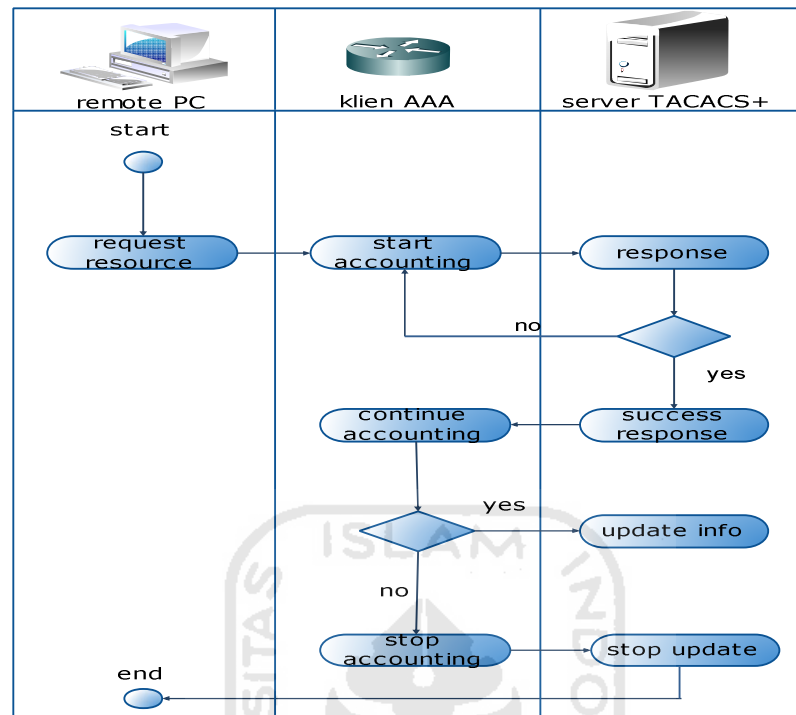 remote PC
klien AAA
server TACACS+
start
request
resource
start
accounting
response
no
yes
continue
accounting
success
response
yes
update info
no
stop
accounting
stop update
end
ISLAM